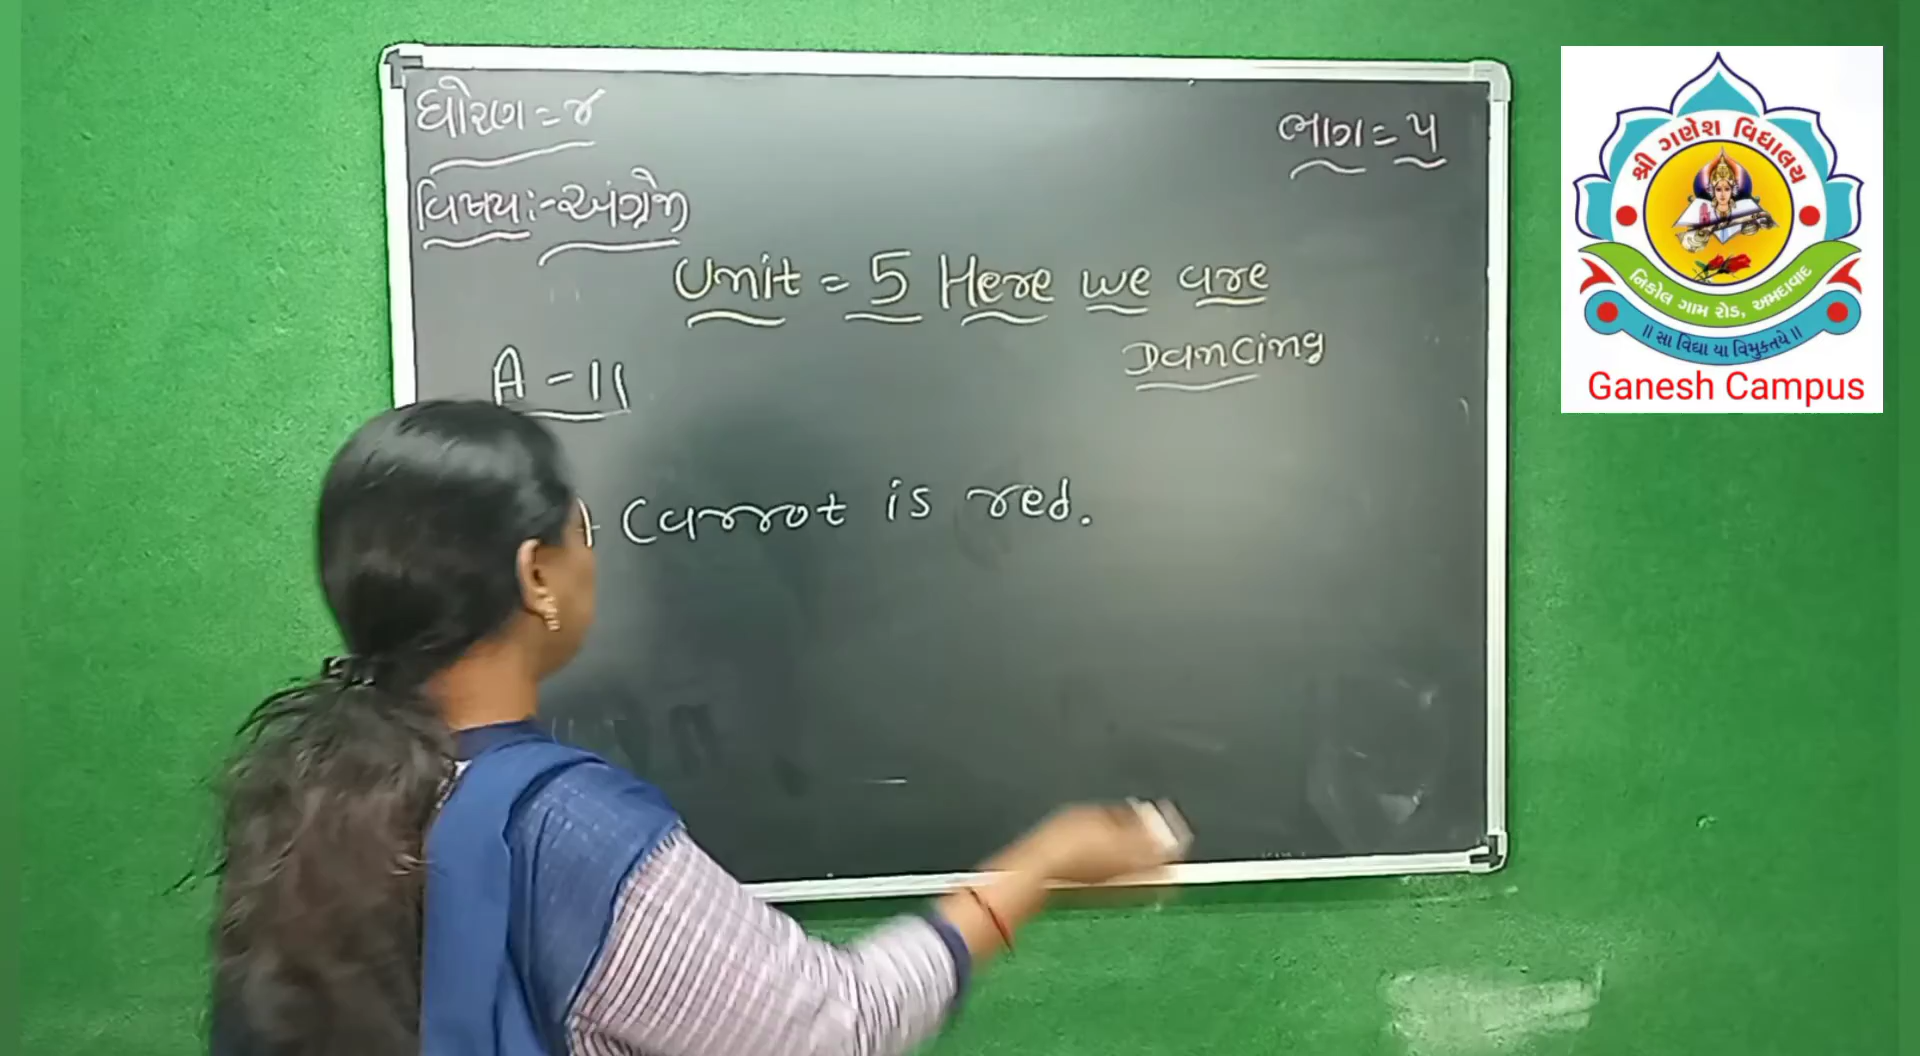 ધોરણ = ૪
ભાગ = ૫
વિષય :- અંગ્રેજી
Unit = 5 Here we are
Dancing
A - 11
Carrot is red.
શ્રી ગણેશ વિદ્યાલય
નિકોલ ગામ રોડ, અમદાવાદ
॥ સા વિદ્યા યા વિમુક્તયે ॥
Ganesh Campus